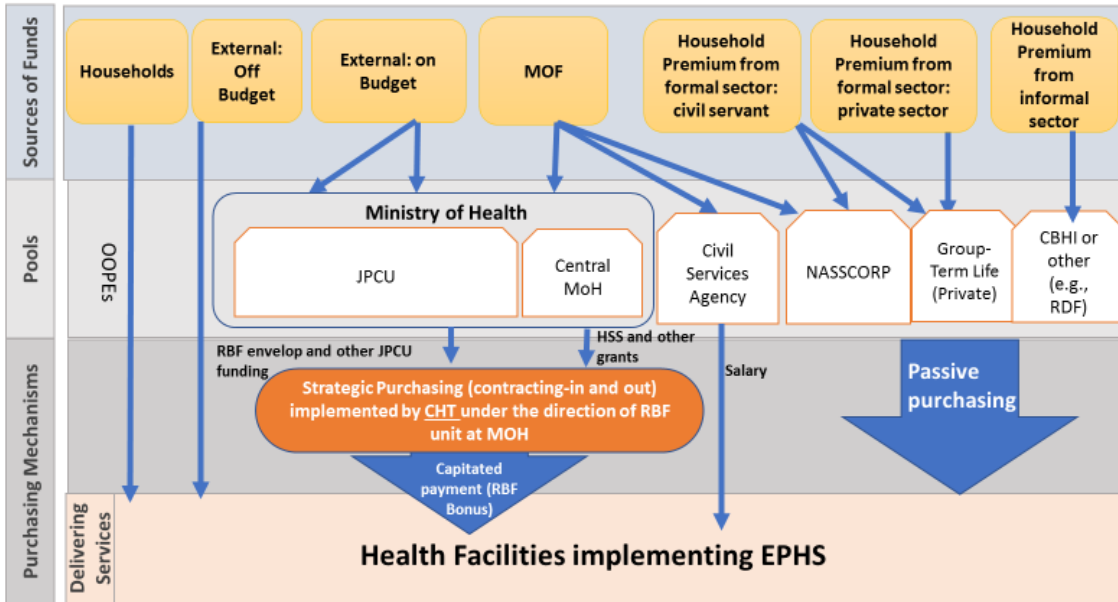 Sources of Funds
Households
External:
Off
Budget
External: on
Budget
MOF
Household
Premium from
formal sector:
civil servant
Household
Premium from
formal sector:
private sector
Household
Premium
from
informal
sector
Pools
OOPEs
Ministry of Health
JPCU
Central
MoH
Civil
Services
Agency
NASSCORP
Group-
Term Life
(Private)
CBHI or
other
(e.g.,
RDF)
Purchasing Mechanisms
RBF envelop and other JPCU
funding
HSS and other
grants
Salary
Strategic Purchasing (contracting-in and out)
implemented by CHT under the direction of RBF
unit at MOH
Passive
purchasing
Capitated
payment (RBF
Bonus)
Delivering
Services
Health Facilities implementing EPHS